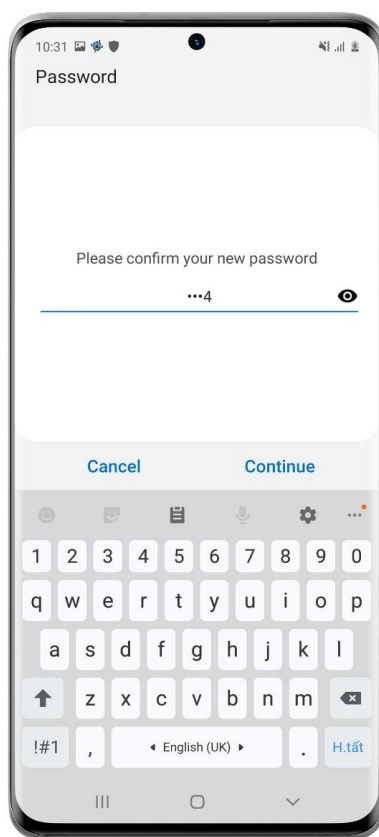 10:31
Password
Please confirm your new password
•••4
Cancel
Continue
1 2 3 4 5 6 7 8 9 0
q w e r t y u i o p
a s d f g h j k l
z x c v b n m
!#1 , English (UK) . H.tất